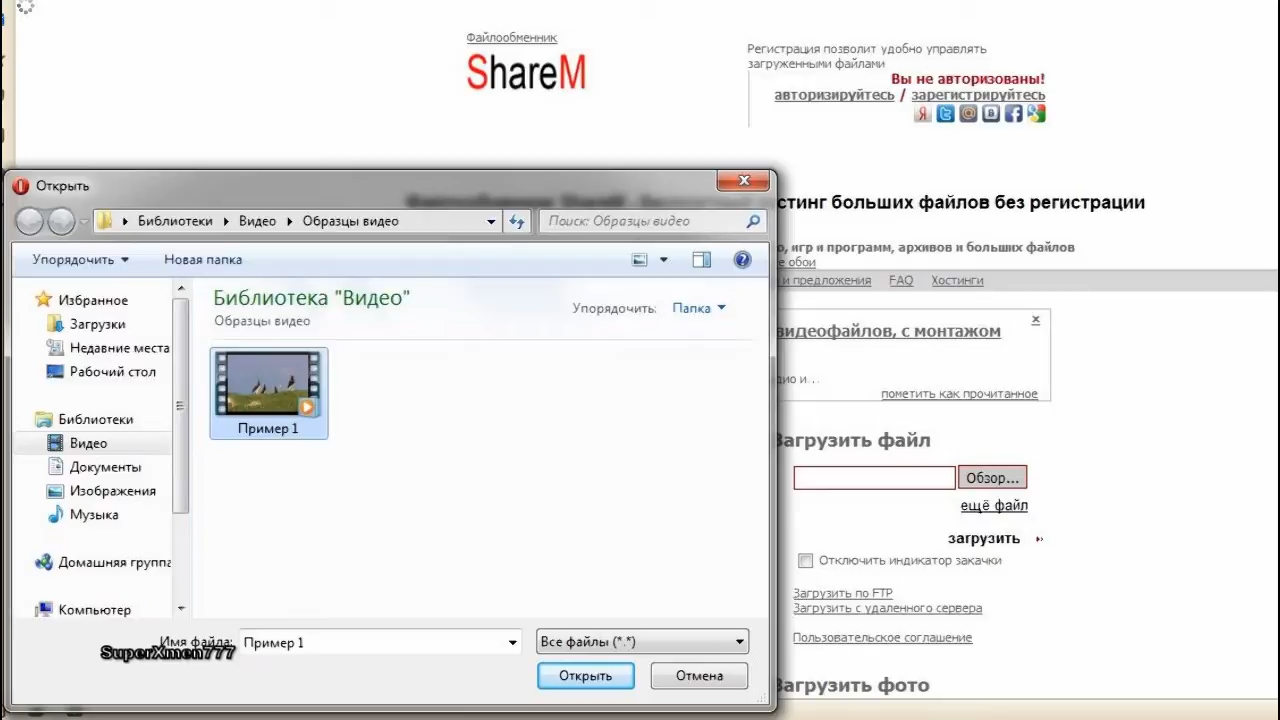 Файлообменник
ShareM
Регистрация позволит удобно управлять
загруженными файлами
Вы не авторизованы!
авторизируйтесь / зарегистрируйтесь
Открыть
Библиотеки Видео Образцы видео
Поиск: Образцы видео
Упорядочить
Новая папка
Избранное
Загрузки
Недавние места
Рабочий стол
Библиотеки
Видео
Документы
Изображения
Музыка
Домашняя группа
Компьютер
Библиотека "Видео"
Образцы видео
Упорядочить: Папка
Пример 1
Имя файла: Пример 1
Все файлы (*.*)
Открыть
Отмена
SuperXmen777
стинг больших файлов без регистрации
, игр и программ, архивов и больших файлов
е обои
и предложения FAQ Хостинги
видеофайлов, с монтажом
x
дио и...
пометить как прочитанное
Загрузить файл
Обзор...
ещё файл
загрузить
Отключить индикатор закачки
Загрузить по FTP
Загрузить с удаленного сервера
Пользовательское соглашение
Загрузить фото